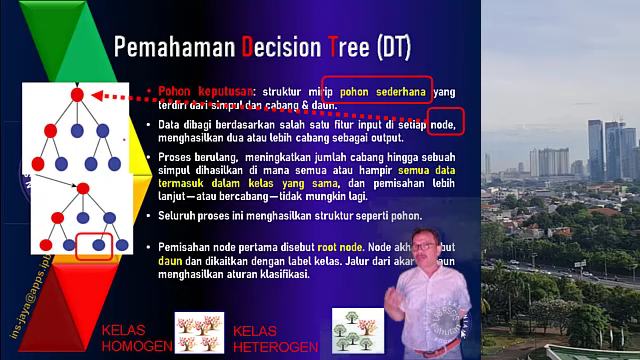 Pemahaman Decision Tree (DT)
• Pohon keputusan: struktur mirip pohon sederhana yang
terdiri dari simpul dan cabang & daun.
• Data dibagi berdasarkan salah satu fitur input di setiap node,
menghasilkan dua atau lebih cabang sebagai output.
• Proses berulang, meningkatkan jumlah cabang hingga sebuah
simpul dihasilkan di mana semua atau hampir semua data
termasuk dalam kelas yang sama, dan pemisahan lebih
lanjut—atau bercabang—tidak mungkin lagi.
• Seluruh proses ini menghasilkan struktur seperti pohon.
• Pemisahan node pertama disebut root node. Node
daun dan dikaitkan dengan label kelas. Jalur dari
menghasilkan aturan klasifikasi.
ins-jaya@apps.ipb
KELAS
HOMOGEN
KELAS
HETEROGEN